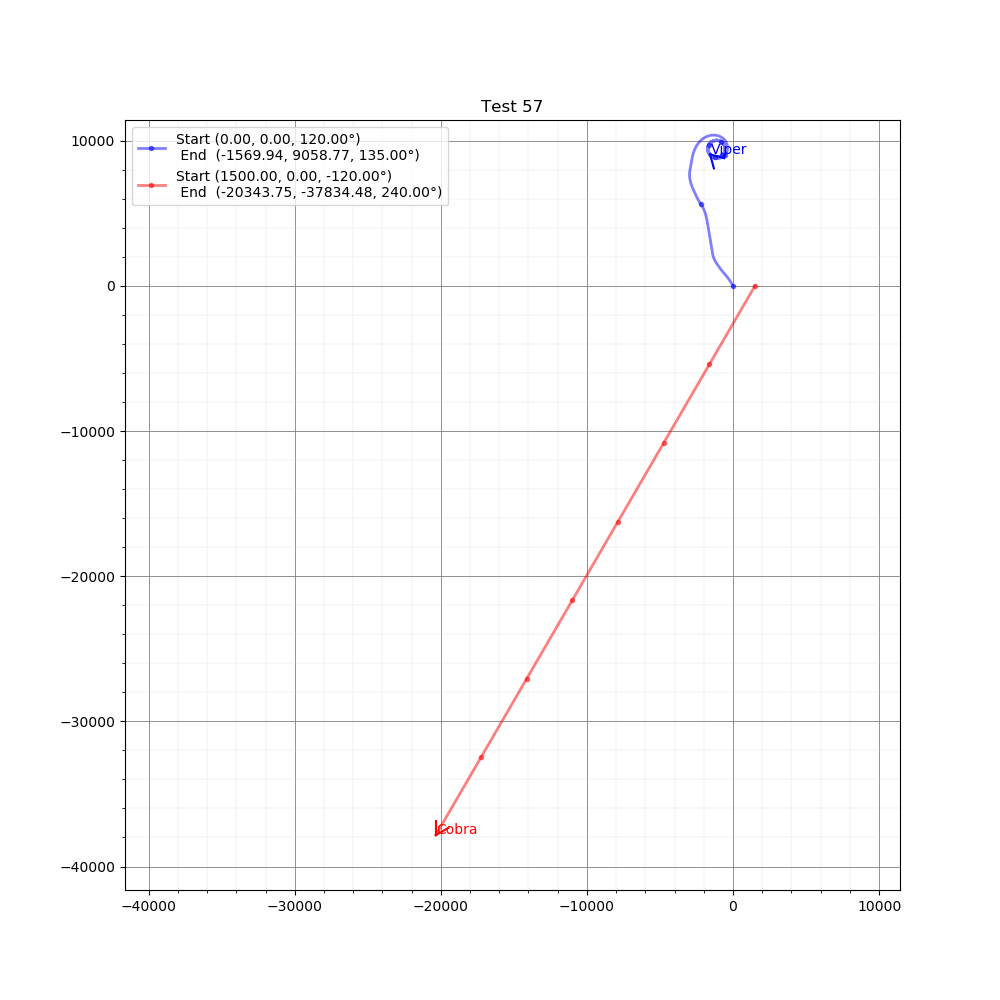 Test 57
Start (0.00, 0.00, 120.00°)
End (-1569.94, 9058.77, 135.00°)
Start (1500.00, 0.00, -120.00°)
End (-20343.75, -37834.48, 240.00°)
10000
0
−10000
−20000
−30000
−40000
Viper
Cobra
−40000
−30000
−20000
−10000
0
10000